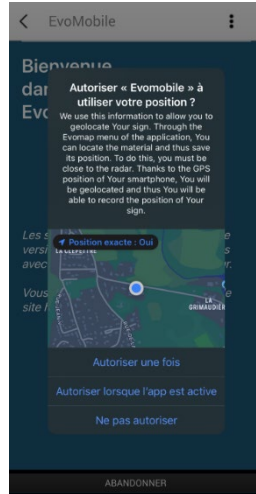 EvoMobile
Bienvenue
Autoriser « Evomobile » à
utiliser votre position ?
We use this information to allow you to
geolocate Your sign. Through the
Evomap menu of the application, You
can locate the material and thus save
its position. To do this, you must be
close to the radar. Thanks to the GPS
position of Your smartphone, You will
be geolocated and thus You will be
able to record the position of Your
sign.
Les
avec
Vous
site
Position exacte : Oui
LA
GRIMAUDIER
Autoriser une fois
Autoriser lorsque l'app est active
Ne pas autoriser
ABANDONNER